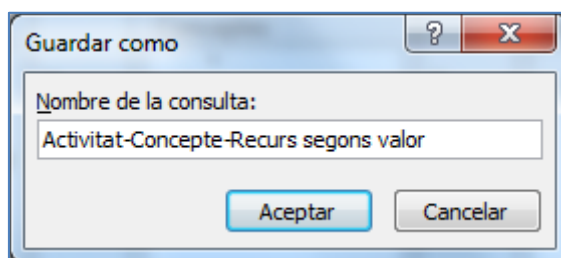 Guardar como
Nombre de la consulta:
Activitat-Concepte-Recurs segons valor
Aceptar Cancelar